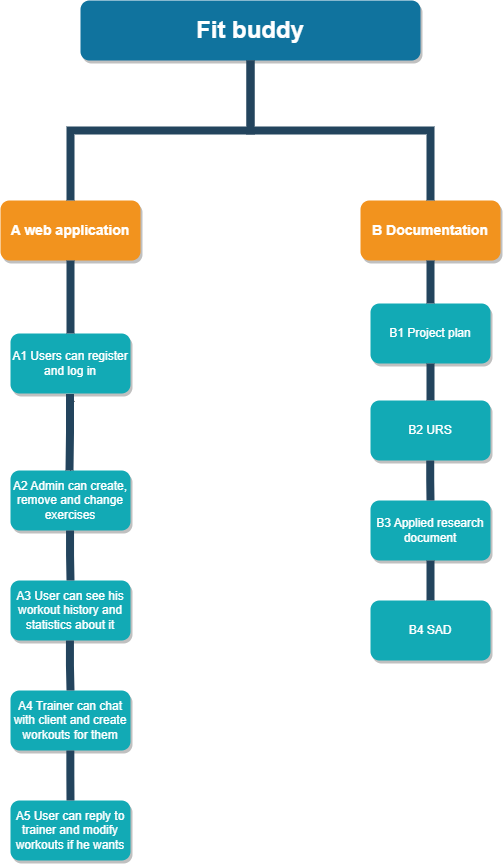 Fit buddy
A web application
B Documentation
A1 Users can register
and log in
A2 Admin can create,
remove and change
exercises
A3 User can see his
workout history and
statistics about it
A4 Trainer can chat
with client and create
workouts for them
A5 User can reply to
trainer and modify
workouts if he wants
B1 Project plan
B2 URS
B3 Applied research
document
B4 SAD